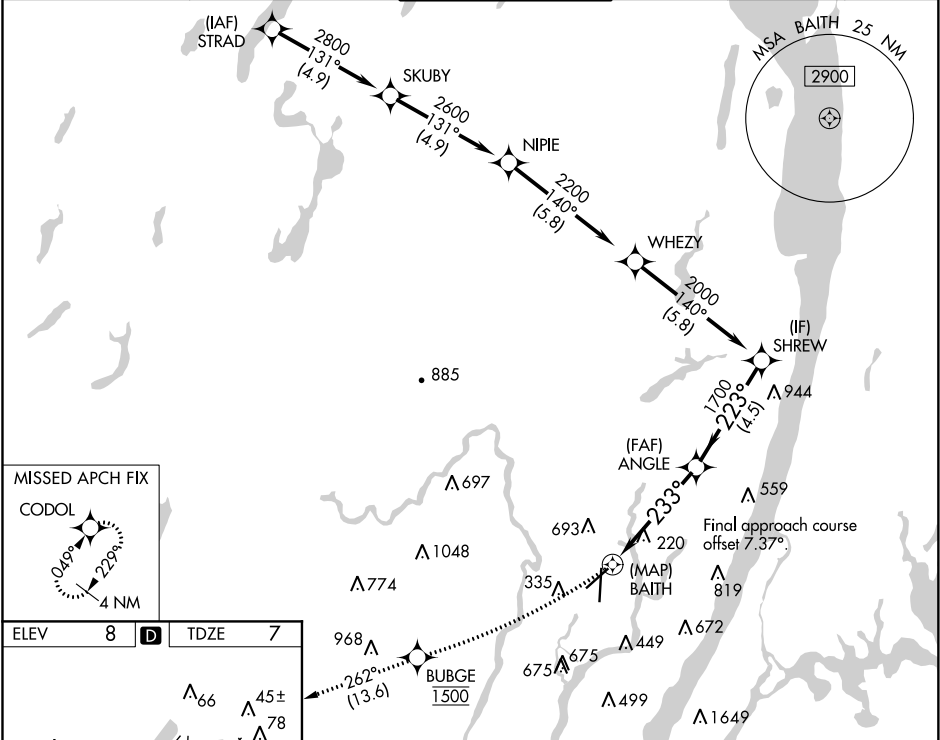 (IAF)
STRAD
2800
131°
(4.9)
SKUBY
2600
131°
(4.9)
NIPIE
2200
140°
(5.8)
WHEZY
2000
140°
(5.8)
(IF)
SHREW
MSA BAITH 25 NM
2900
1700
223°
(4.5)
944
885
(FAF)
ANGLE
233°
697
559
693
220
Final approach course
offset 7.37°.
1048
(MAP)
BAITH
774
335
819
968
672
449
675
675
BUBGE
1500
262°
(13.6)
499
1649
MISSED APCH FIX
CODOL
049°
229°
4 NM
ELEV 8 D TDZE 7
66
45±
78